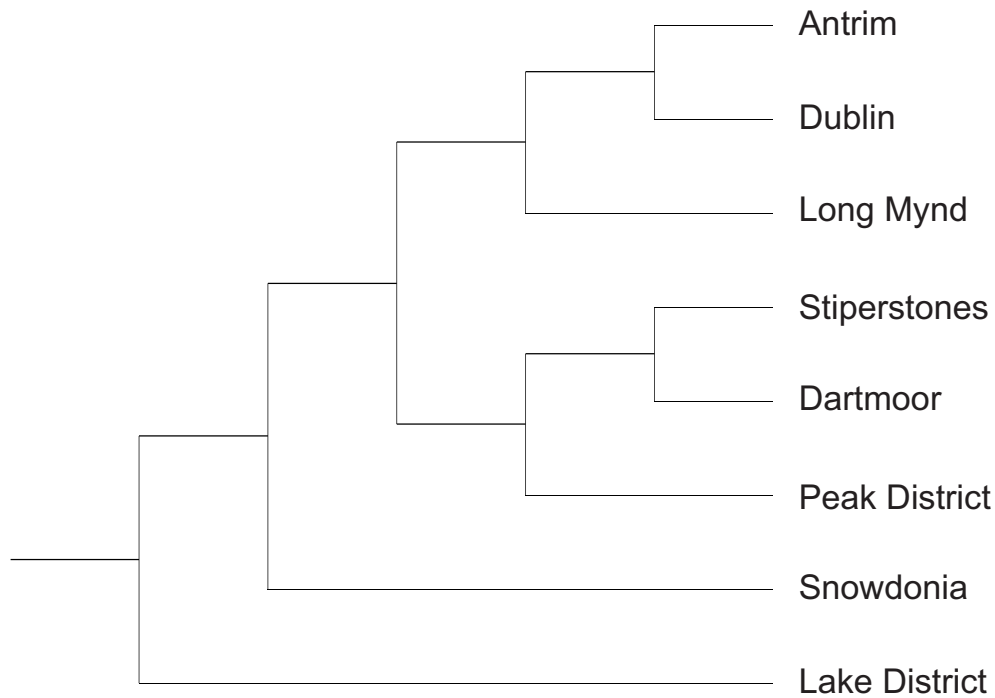 Antrim
Dublin
Long Mynd
Stiperstones
Dartmoor
Peak District
Snowdonia
Lake District